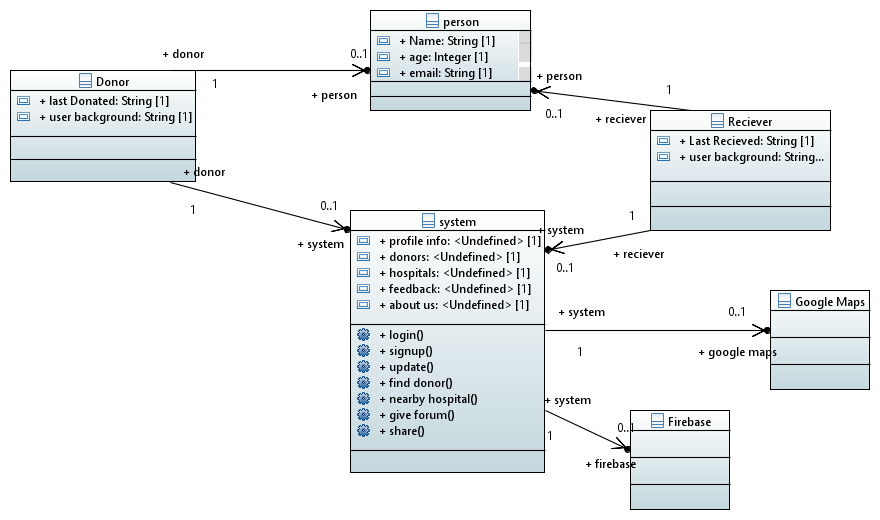 person
+ Name: String [1]
+ age: Integer [1]
+ email: String [1]
+ donor
0..1
1
+ person
+ person
1
0..1
+ reciever
Donor
+ last Donated: String [1]
+ user background: String [1]
Reciever
+ Last Recieved: String [1]
+ user background: String...
+ donor
1
0..1
+ system
system
+ profile info: <Undefined> [1]
+ donors: <Undefined> [1]
+ hospitals: <Undefined> [1]
+ feedback: <Undefined> [1]
+ about us: <Undefined> [1]
+ login()
+ signup()
+ update()
+ find donor()
+ nearby hospital()
+ give forum()
+ share()
+ system
1
0..1
+ reciever
+ system
0..1
1
+ google maps
Google Maps
+ system
0..1
1
+ firebase
Firebase